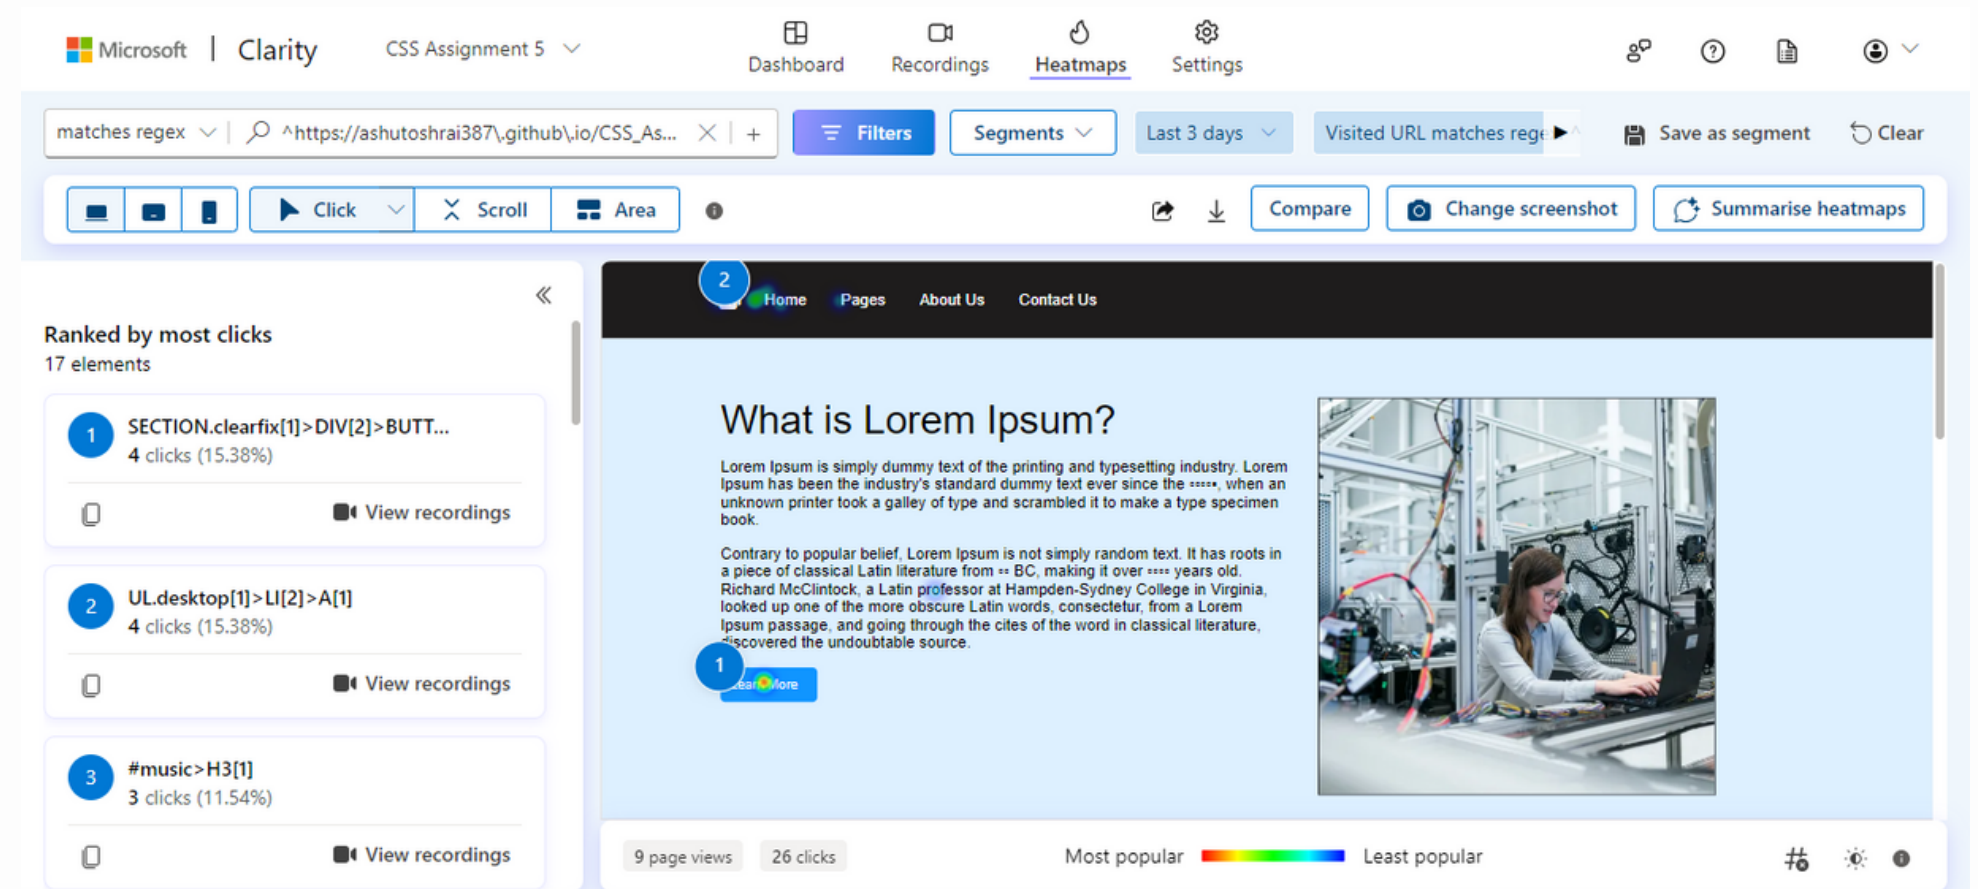 Microsoft | Clarity
CSS Assignment 5
Dashboard
Recordings
Heatmaps
Settings
matches regex
^https://ashutoshrai387\.github\.io/CSS_As...
Filters
Segments
Last 3 days
Visited URL matches rege
Save as segment
Clear
Click
Scroll
Area
Compare
Change screenshot
Summarise heatmaps
Ranked by most clicks
17 elements
1
SECTION.clearfix[1]>DIV[2]>BUTT...
4 clicks (15.38%)
View recordings
2
UL.desktop[1]>LI[2]>A[1]
4 clicks (15.38%)
View recordings
3
#music>H3[1]
3 clicks (11.54%)
View recordings
2
Home
Pages
About Us
Contact Us
What is Lorem Ipsum?
Lorem Ipsum is simply dummy text of the printing and typesetting industry. Lorem
Ipsum has been the industry's standard dummy text ever since the ••••, when an
unknown printer took a galley of type and scrambled it to make a type specimen
book.
Contrary to popular belief, Lorem Ipsum is not simply random text. It has roots in
a piece of classical Latin literature from •• BC, making it over •••• years old.
Richard McClintock, a Latin professor at Hampden-Sydney College in Virginia,
looked up one of the more obscure Latin words, consectetur, from a Lorem
Ipsum passage, and going through the cites of the word in classical literature,
discovered the undoubtable source.
1
Learn More
9 page views
26 clicks
Most popular
Least popular